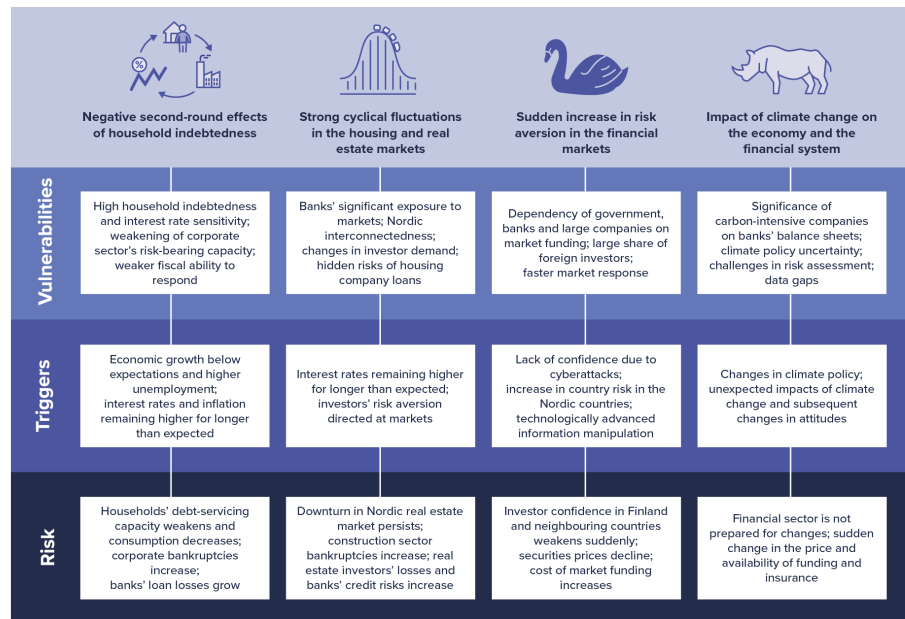 %
Negative second-round effects
of household indebtedness
Strong cyclical fluctuations
in the housing and real
estate markets
Sudden increase in risk
aversion in the financial
markets
Impact of climate change on
the economy and the
financial system
Vulnerabilities
High household indebtedness
and interest rate sensitivity;
weakening of corporate
sector's risk-bearing capacity;
weaker fiscal ability to
respond
Banks' significant exposure to
markets; Nordic
interconnectedness;
changes in investor demand;
hidden risks of housing
company loans
Dependency of government,
banks and large companies on
market funding; large share of
foreign investors;
faster market response
Significance of
carbon-intensive companies
on banks' balance sheets;
climate policy uncertainty;
challenges in risk assessment;
data gaps
Triggers
Economic growth below
expectations and higher
unemployment;
interest rates and inflation
remaining higher for longer
than expected
Interest rates remaining higher
for longer than expected;
investors' risk aversion
directed at markets
Lack of confidence due to
cyberattacks;
increase in country risk in the
Nordic countries;
technologically advanced
information manipulation
Changes in climate policy;
unexpected impacts of climate
change and subsequent
changes in attitudes
Risk
Households' debt-servicing
capacity weakens and
consumption decreases;
corporate bankruptcies
increase;
banks' loan losses grow
Downturn in Nordic real estate
market persists;
construction sector
bankruptcies increase; real
estate investors' losses and
banks' credit risks increase
Investor confidence in Finland
and neighbouring countries
weakens suddenly;
securities prices decline;
cost of market funding
increases
Financial sector is not
prepared for changes; sudden
change in the price and
availability of funding and
insurance